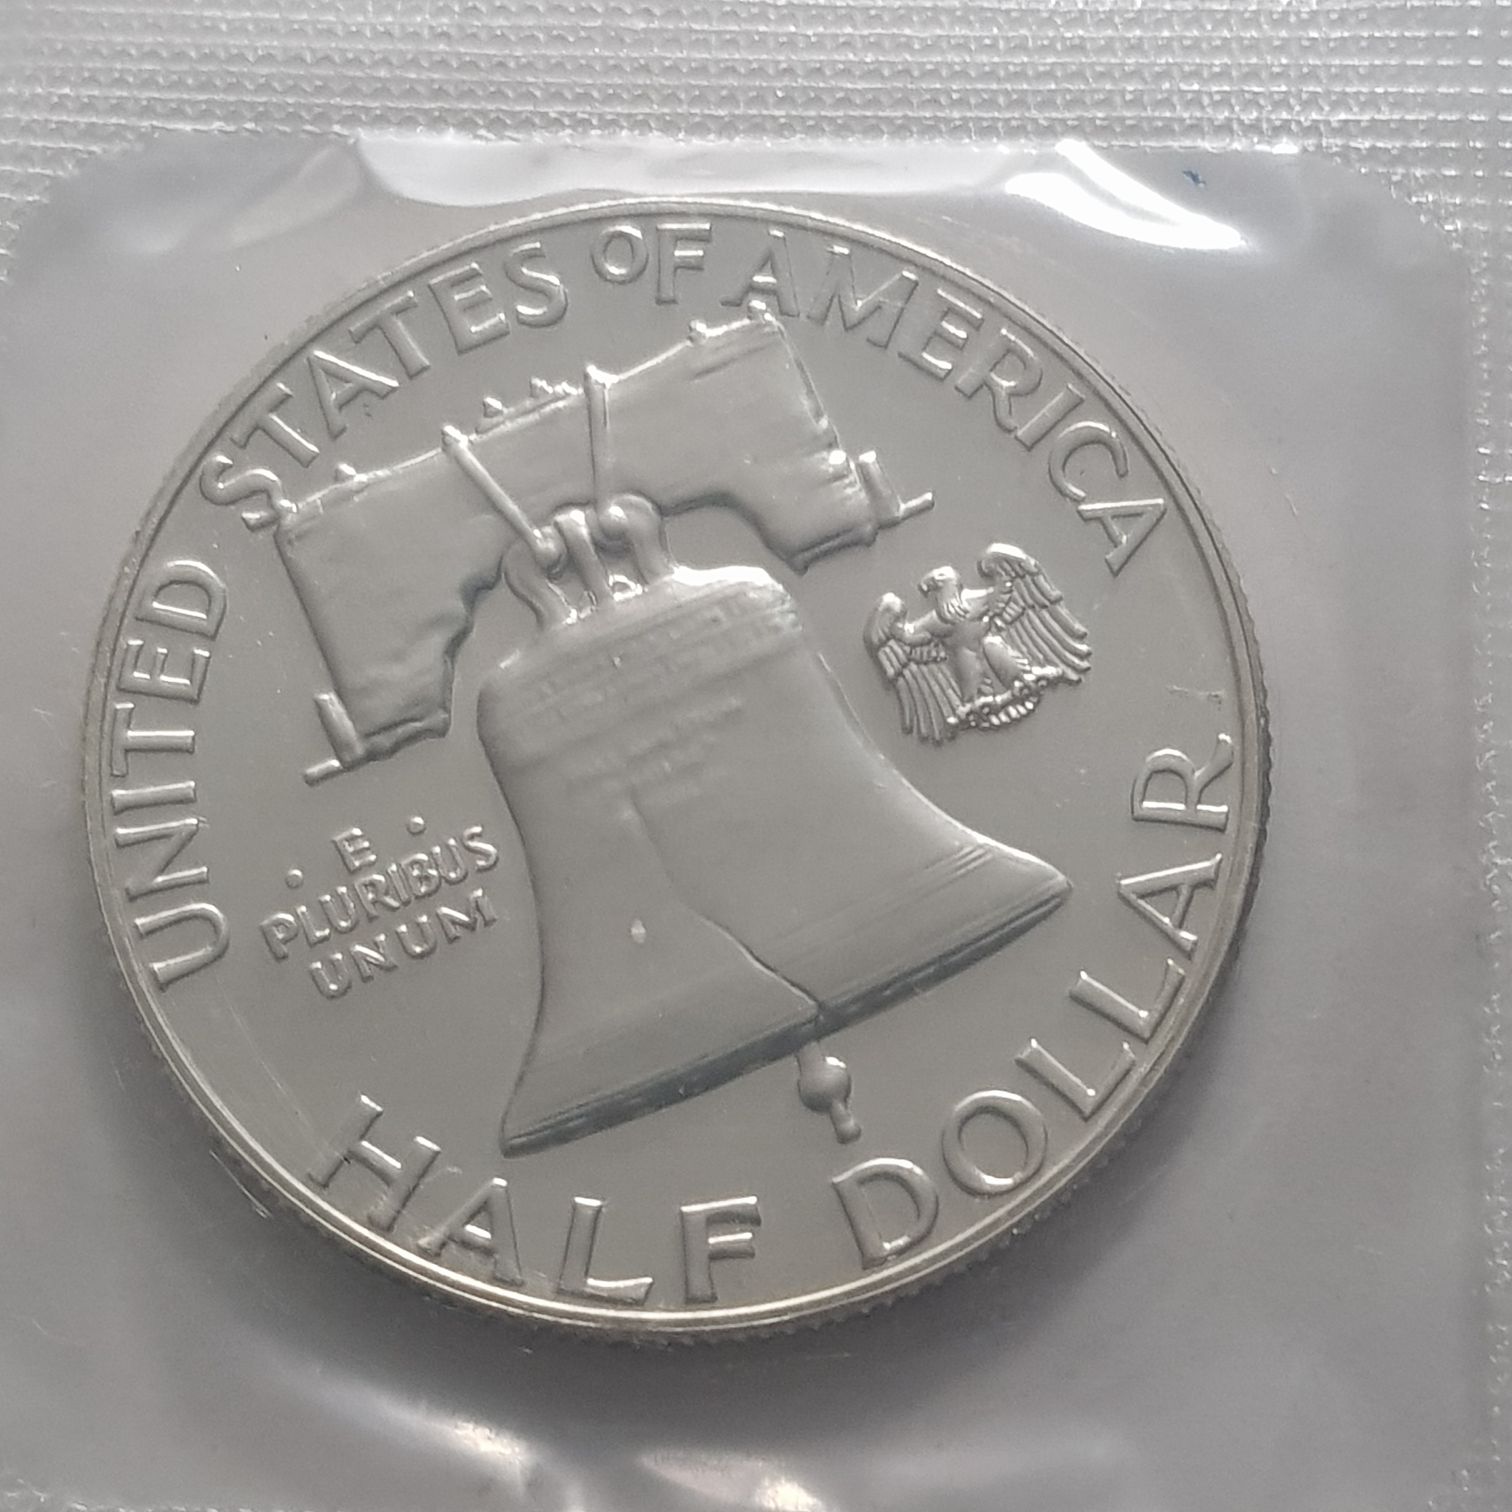 UNITED STATES OF AMERICA
· E ·
PLURIBUS
UNUM
HALF DOLLAR